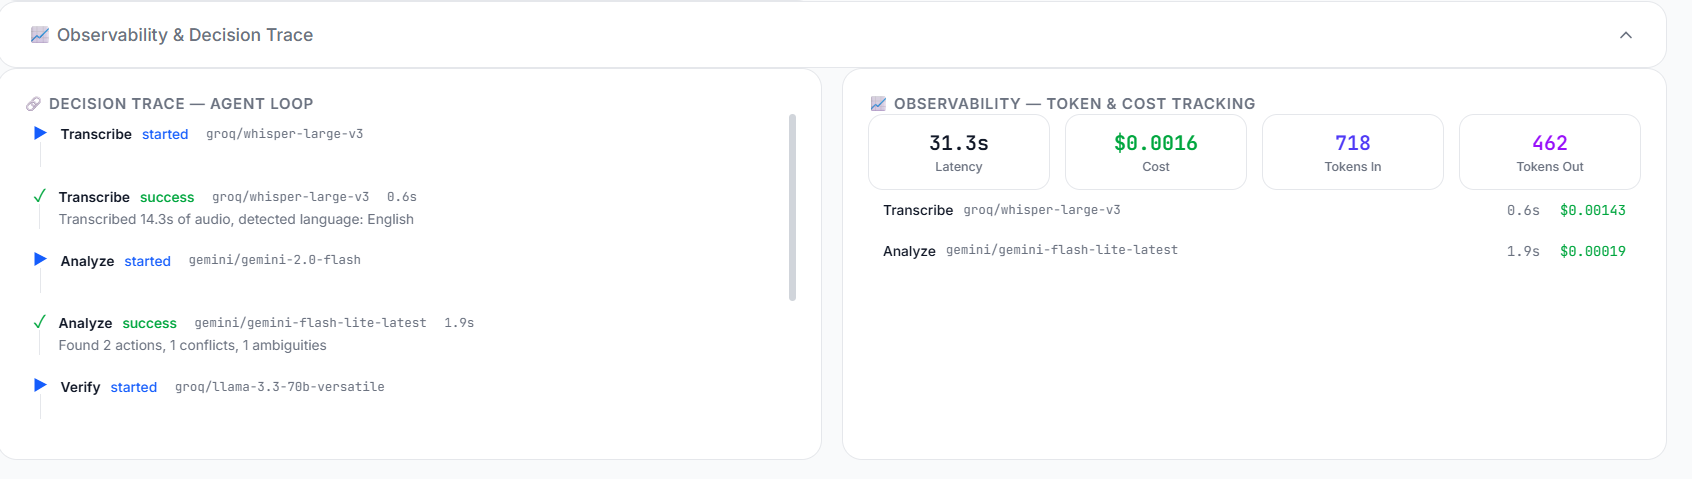 Observability & Decision Trace
DECISION TRACE — AGENT LOOP
Transcribe started groq/whisper-large-v3
Transcribe success groq/whisper-large-v3 0.6s
Transcribed 14.3s of audio, detected language: English
Analyze started gemini/gemini-2.0-flash
Analyze success gemini/gemini-flash-lite-latest 1.9s
Found 2 actions, 1 conflicts, 1 ambiguities
Verify started groq/llama-3.3-70b-versatile
OBSERVABILITY — TOKEN & COST TRACKING
31.3s $0.0016 718 462
Latency Cost Tokens In Tokens Out
Transcribe groq/whisper-large-v3 0.6s $0.00143
Analyze gemini/gemini-flash-lite-latest 1.9s $0.00019